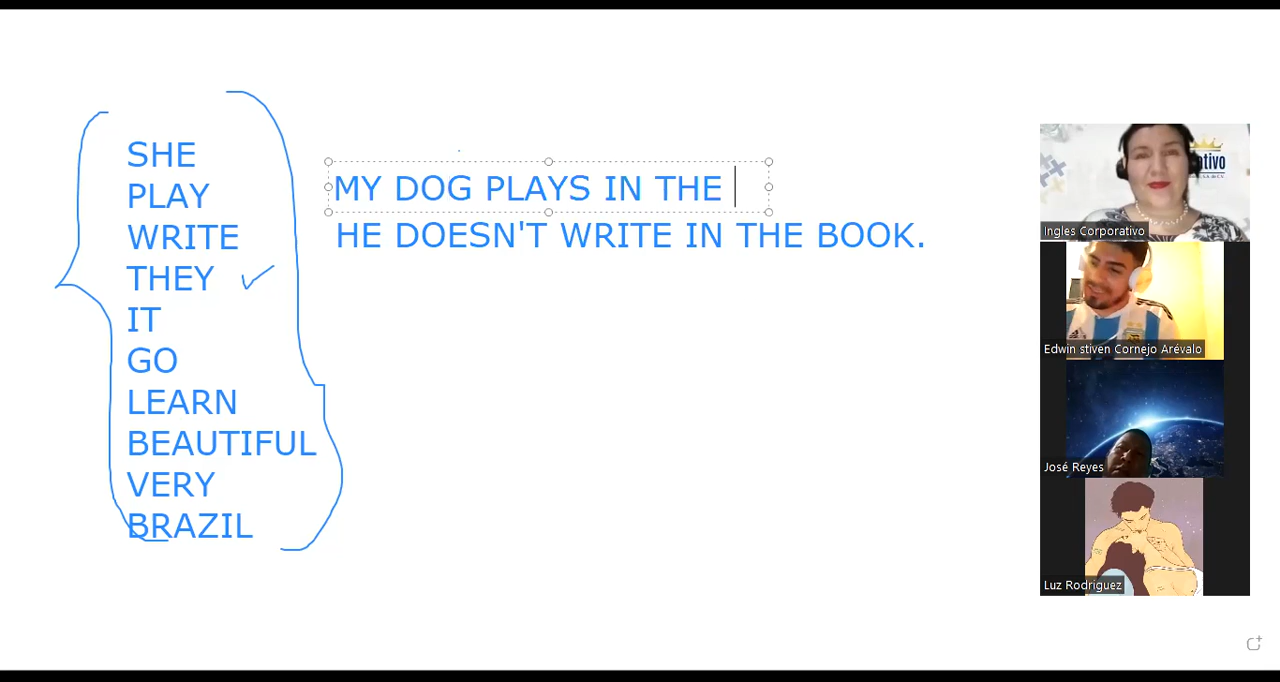 SHE
PLAY
WRITE
THEY
IT
GO
LEARN
BEAUTIFUL
VERY
BRAZIL
MY DOG PLAYS IN THE
HE DOESN'T WRITE IN THE BOOK.
Ingles Corporativo
Edwin stiven Cornejo Arévalo
José Reyes
Luz Rodriguez